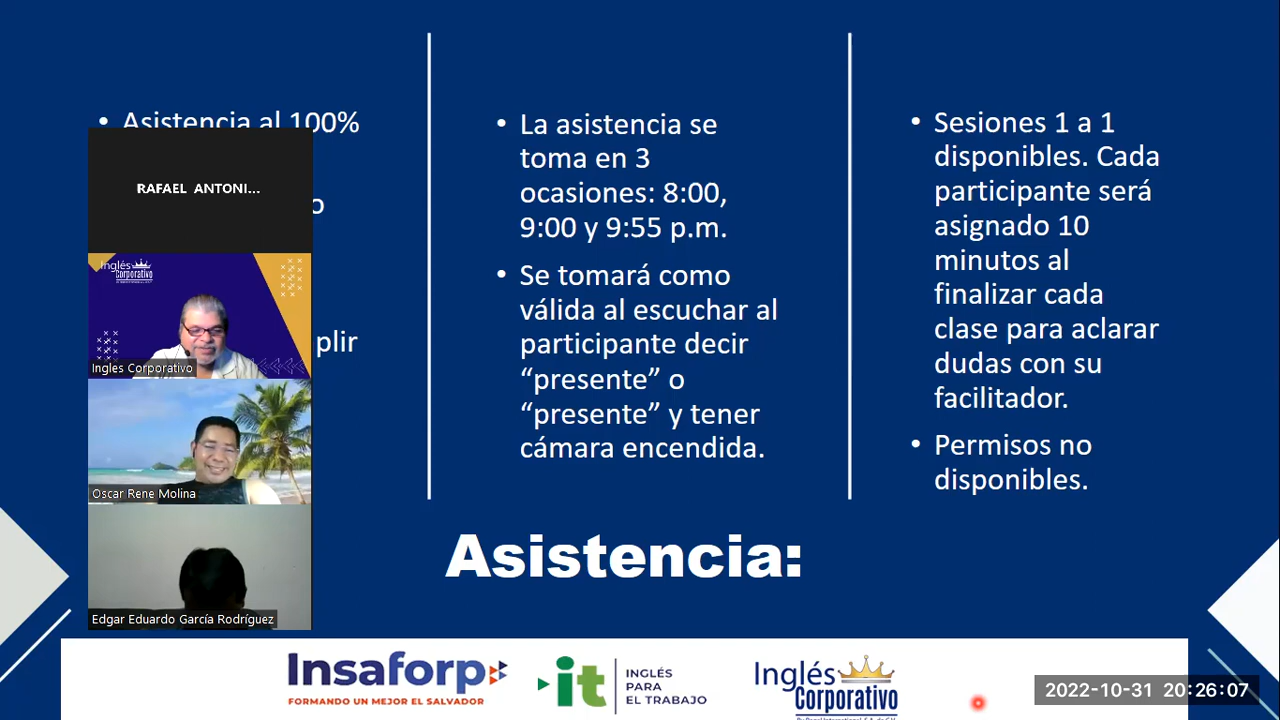 • Asistencia al 100%
o
plir
• La asistencia se
toma en 3
ocasiones: 8:00,
9:00 y 9:55 p.m.
• Se tomará como
válida al escuchar al
participante decir
“presente” o
“presente” y tener
cámara encendida.
• Sesiones 1 a 1
disponibles. Cada
participante será
asignado 10
minutos al
finalizar cada
clase para aclarar
dudas con su
facilitador.
• Permisos no
disponibles.
RAFAEL ANTONI...
Inglés
Corporativo
Ingles Corporativo
Oscar Rene Molina
Edgar Eduardo García Rodríguez
Asistencia:
Insaforp
FORMANDO UN MEJOR EL SALVADOR
it
INGLÉS
PARA
EL TRABAJO
Inglés
Corporativo
2022-10-31 20:26:07